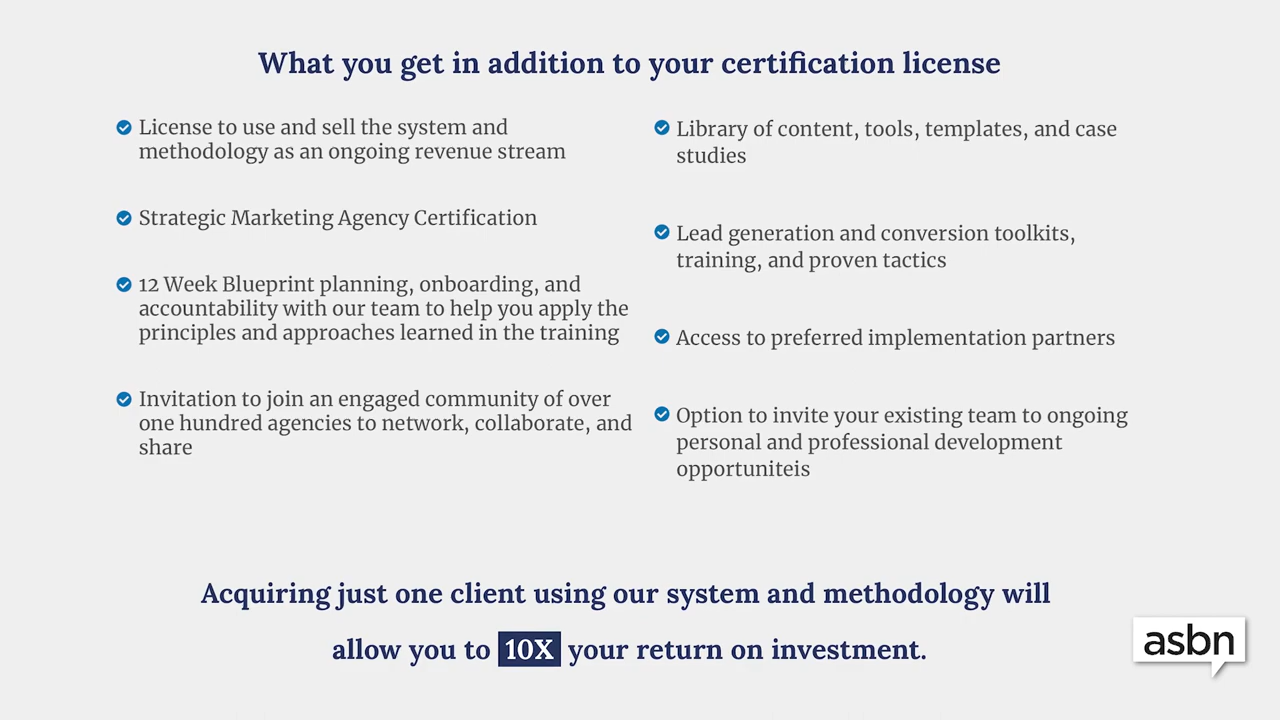 What you get in addition to your certification license
License to use and sell the system and
methodology as an ongoing revenue stream
Strategic Marketing Agency Certification
12 Week Blueprint planning, onboarding, and
accountability with our team to help you apply the
principles and approaches learned in the training
Invitation to join an engaged community of over
one hundred agencies to network, collaborate, and
share
Library of content, tools, templates, and case
studies
Lead generation and conversion toolkits,
training, and proven tactics
Access to preferred implementation partners
Option to invite your existing team to ongoing
personal and professional development
opportuniteis
Acquiring just one client using our system and methodology will
allow you to 10X your return on investment.
asbn